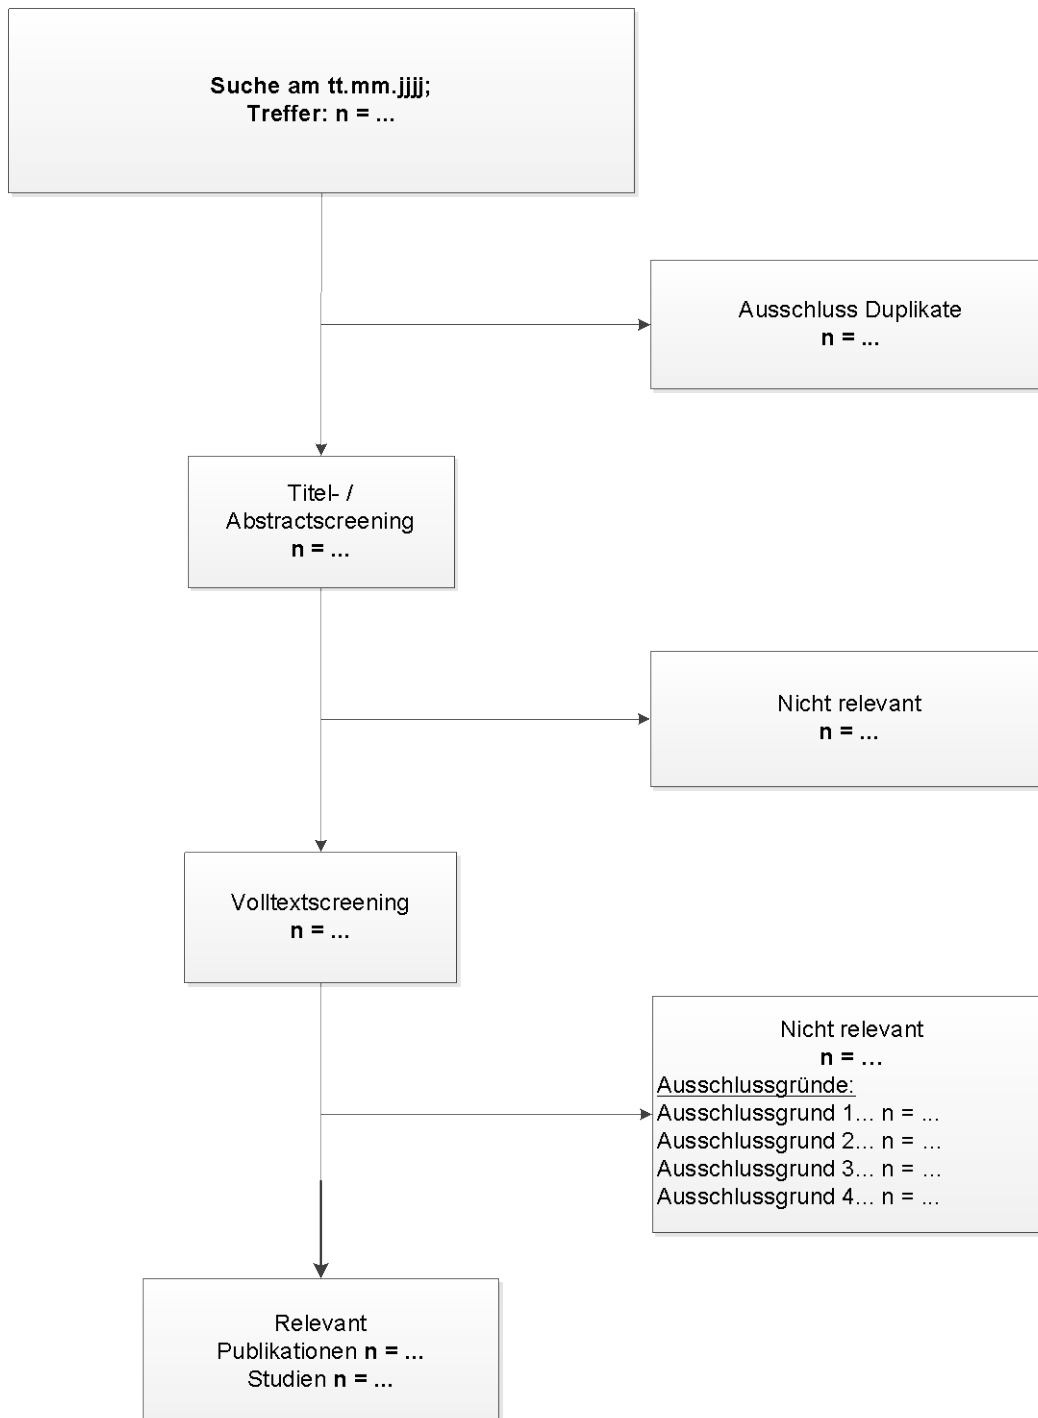 Suche am tt.mm.jjjj;
Treffer: n = ...
Ausschluss Duplikate
n = ...
Titel- /
Abstractscreening
n = ...
Nicht relevant
n = ...
Volltextscreening
n = ...
Nicht relevant
n = ...
Ausschlussgründe:
Ausschlussgrund 1... n = ...
Ausschlussgrund 2... n = ...
Ausschlussgrund 3... n = ...
Ausschlussgrund 4... n = ...
Relevant
Publikationen n = ...
Studien n = ...